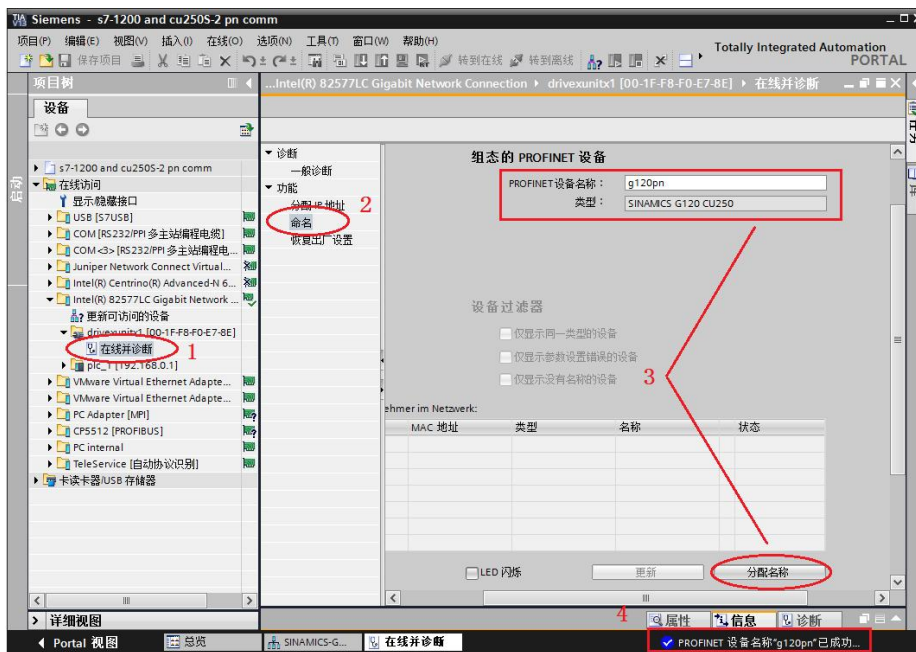 Siemens - s7-1200 and cu250S-2 pn comm
项目(P) 编辑(E) 视图(V) 插入(I) 在线(O) 选项(N) 工具(T) 窗口(W) 帮助(H)
Totally Integrated Automation
PORTAL
保存项目 转到在线 转到离线
项目树
...Intel(R) 82577LC Gigabit Network Connection drivexunitx1 [00-1F-F8-F0-E7-8E] 在线并诊断
设备
s7-1200 and cu250S-2 pn comm
在线访问
显示隐藏接口
USB [S7USB]
COM [RS232/PPI 多主站编程电缆]
COM <3> [RS232/PPI 多主站编程电...
Juniper Network Connect Virtual...
Intel(R) Centrino(R) Advanced-N 6...
Intel(R) 82577LC Gigabit Network ...
更新可访问的设备
drivexunitx1 [00-1F-F8-F0-E7-8E]
在线并诊断
1
plc_1 [192.168.0.1]
VMware Virtual Ethernet Adapte...
VMware Virtual Ethernet Adapte...
PC Adapter [MPI]
CP5512 [PROFIBUS]
PC internal
TeleService [自动协议识别]
卡读卡器/USB 存储器
诊断
一般诊断
功能
分配 IP 地址
2
命名
恢复出厂设置
组态的 PROFINET 设备
PROFINET设备名称： g120pn
类型： SINAMICS G120 CU250
设备过滤器
仅显示同一类型的设备
仅显示参数设置错误的设备
仅显示没有名称的设备
3
ehmer im Netzwerk:
MAC 地址 类型 名称 状态
LED 闪烁 更新 分配名称
详细视图
4
属性 信息 诊断
Portal 视图 总览 SINAMICS-G... 在线并诊断
PROFINET 设备名称“g120pn”已成功...